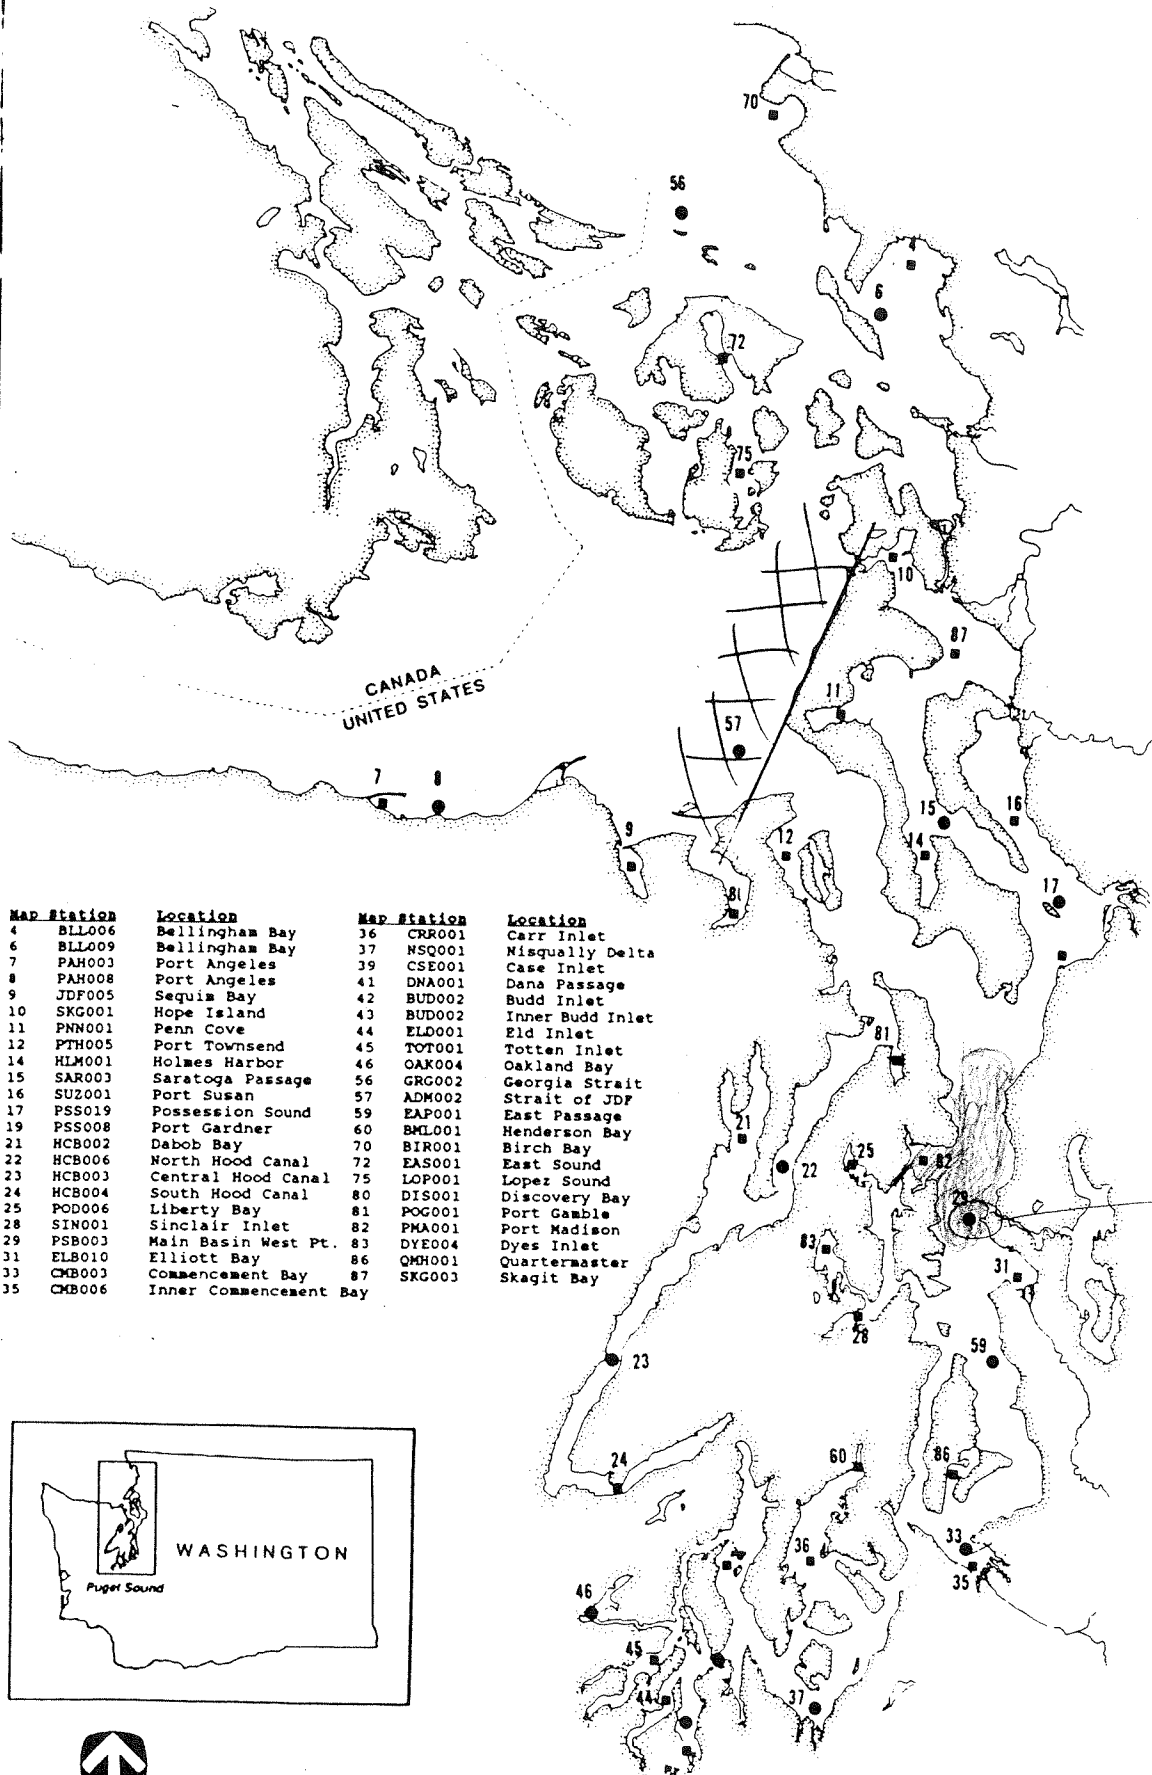 70
56
4
6
72
75
10
87
CANADA
UNITED STATES
11
57
7
8
15
16
9
12
14
17
81
Map Station Location Map Station Location
4 BLL006 Bellingham Bay 36 CRR001 Carr Inlet
6 BLL009 Bellingham Bay 37 NSQ001 Nisqually Delta
7 PAH003 Port Angeles 39 CSE001 Case Inlet
8 PAH008 Port Angeles 41 DNA001 Dana Passage
9 JDF005 Sequim Bay 42 BUD002 Budd Inlet
10 SKG001 Hope Island 43 BUD002 Inner Budd Inlet
11 PNN001 Penn Cove 44 ELD001 Eld Inlet
12 PTH005 Port Townsend 45 TOT001 Totten Inlet
14 HLM001 Holmes Harbor 46 OAK004 Oakland Bay
15 SAR003 Saratoga Passage 56 GRG002 Georgia Strait
16 SUZ001 Port Susan 57 ADM002 Strait of JDF
17 PSS019 Possession Sound 59 EAP001 East Passage
19 PSS008 Port Gardner 60 BML001 Henderson Bay
21 HCB002 Dabob Bay 70 BIR001 Birch Bay
22 HCB006 North Hood Canal 72 EAS001 East Sound
23 HCB003 Central Hood Canal 75 LOP001 Lopez Sound
24 HCB004 South Hood Canal 80 DIS001 Discovery Bay
25 POD006 Liberty Bay 81 POG001 Port Gamble
28 SIN001 Sinclair Inlet 82 PMA001 Port Madison
29 PSB003 Main Basin West Pt. 83 DYE004 Dyes Inlet
31 ELB010 Elliott Bay 86 QMH001 Quartermaster
33 CMB003 Commencement Bay 87 SKG003 Skagit Bay
35 CMB006 Inner Commencement Bay
21
22
25
82
29
83
31
28
23
59
24
60
86
WASHINGTON
Puget Sound
36
33
35
46
45
44
37